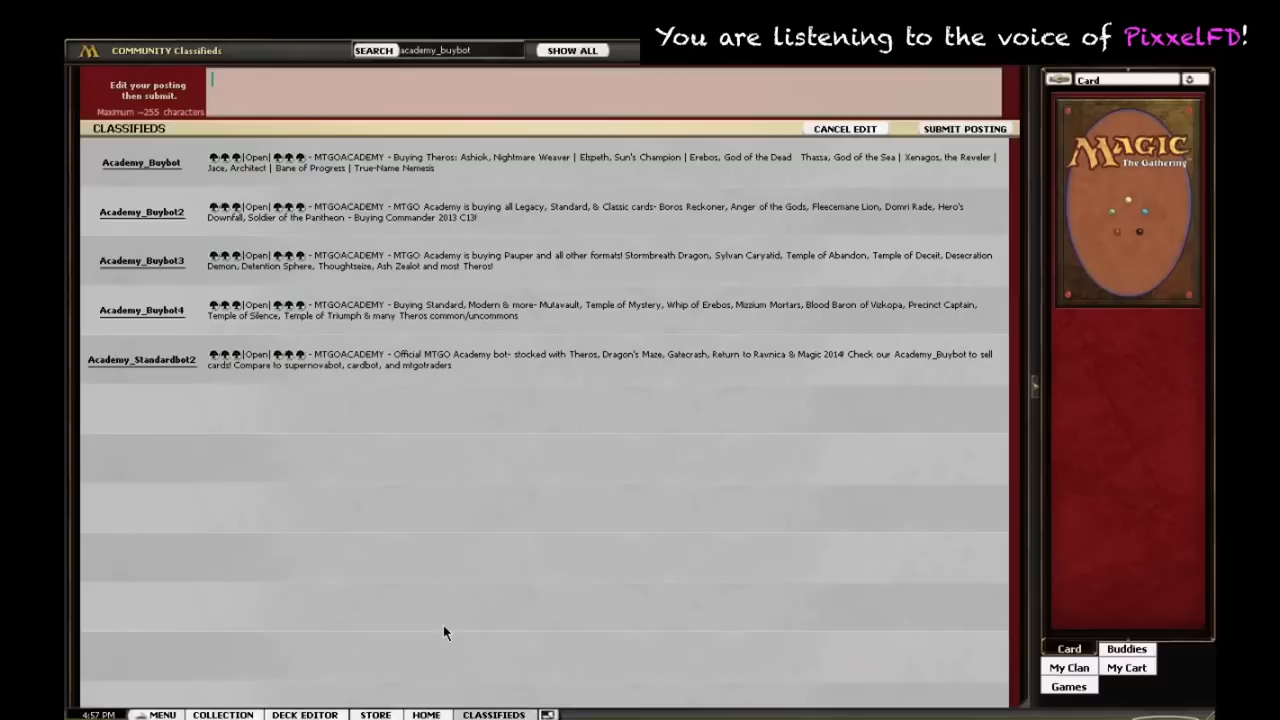 You are listening to the voice of PixxelFD!
COMMUNITY Classifieds
SEARCH
academy_buybot
SHOW ALL
Card
Edit your posting
then submit.
Maximum ~255 characters
CLASSIFIEDS
CANCEL EDIT
SUBMIT POSTING
MAGIC
The Gathering
Academy_Buybot
|Open| - MTGOACADEMY - Buying Theros: Ashiok, Nightmare Weaver | Elspeth, Sun's Champion | Erebos, God of the Dead Thassa, God of the Sea | Xenagos, the Reveler |
Jace, Architect | Bane of Progress | True-Name Nemesis
Academy_Buybot2
|Open| - MTGOACADEMY - MTGO Academy is buying all Legacy, Standard, & Classic cards- Boros Reckoner, Anger of the Gods, Fleecemane Lion, Domri Rade, Hero's
Downfall, Soldier of the Pantheon - Buying Commander 2013 C13!
Academy_Buybot3
|Open| - MTGOACADEMY - MTGO Academy is buying Pauper and all other formats! Stormbreath Dragon, Sylvan Caryatid, Temple of Abandon, Temple of Deceit, Desecration
Demon, Detention Sphere, Thoughtseize, Ash Zealot and most Theros!
Academy_Buybot4
|Open| - MTGOACADEMY - Buying Standard, Modern & more- Mutavault, Temple of Mystery, Whip of Erebos, Mizzium Mortars, Blood Baron of Vizkopa, Precinct Captain,
Temple of Silence, Temple of Triumph & many Theros common/uncommons
Academy_Standardbot2
|Open| - MTGOACADEMY - Official MTGO Academy bot- stocked with Theros, Dragon's Maze, Gatecrash, Return to Ravnica & Magic 2014! Check our Academy_Buybot to sell
cards! Compare to supernovabot, cardbot, and mtgotraders
Card
Buddies
My Clan
My Cart
Games
4:57 PM
MENU
COLLECTION
DECK EDITOR
STORE
HOME
CLASSIFIEDS